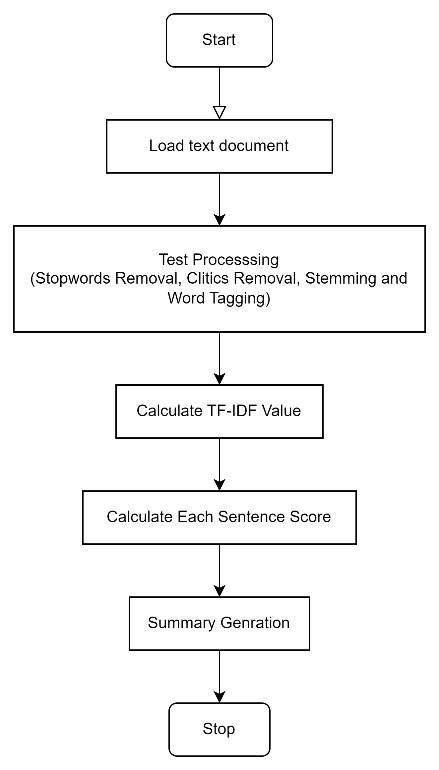 Start
Load text document
Test Processsing
(Stopwords Removal, Clitics Removal, Stemming and
Word Tagging)
Calculate TF-IDF Value
Calculate Each Sentence Score
Summary Genration
Stop